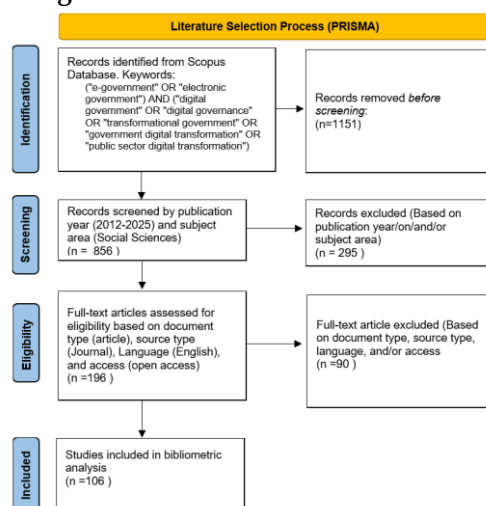 Literature Selection Process (PRISMA)
Identification
Records identified from Scopus
Database. Keywords:
("e-government" OR "electronic
government") AND ("digital
government" OR "digital governance"
OR "transformational government" OR
"government digital transformation" OR
"public sector digital transformation")
Records removed before
screening:
(n=1151)
Screening
Records screened by publication
year (2012-2025) and subject
area (Social Sciences)
(n = 856 )
Records excluded (Based on
publication year/on/and/or
subject area)
(n = 295 )
Eligibility
Full-text articles assessed for
eligibility based on document
type (article), source type
(Journal), Language (English),
and access (open access)
(n =196 )
Full-text article excluded (Based
on document type, source type,
language, and/or access
(n =90 )
Included
Studies included in bibliometric
analysis
(n =106 )